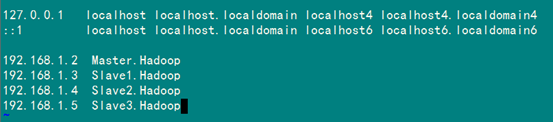 127.0.0.1   localhost localhost.localdomain localhost4 localhost4.localdomain4
::1         localhost localhost.localdomain localhost6 localhost6.localdomain6
192.168.1.2  Master.Hadoop
192.168.1.3  Slave1.Hadoop
192.168.1.4  Slave2.Hadoop
192.168.1.5  Slave3.Hadoop
~